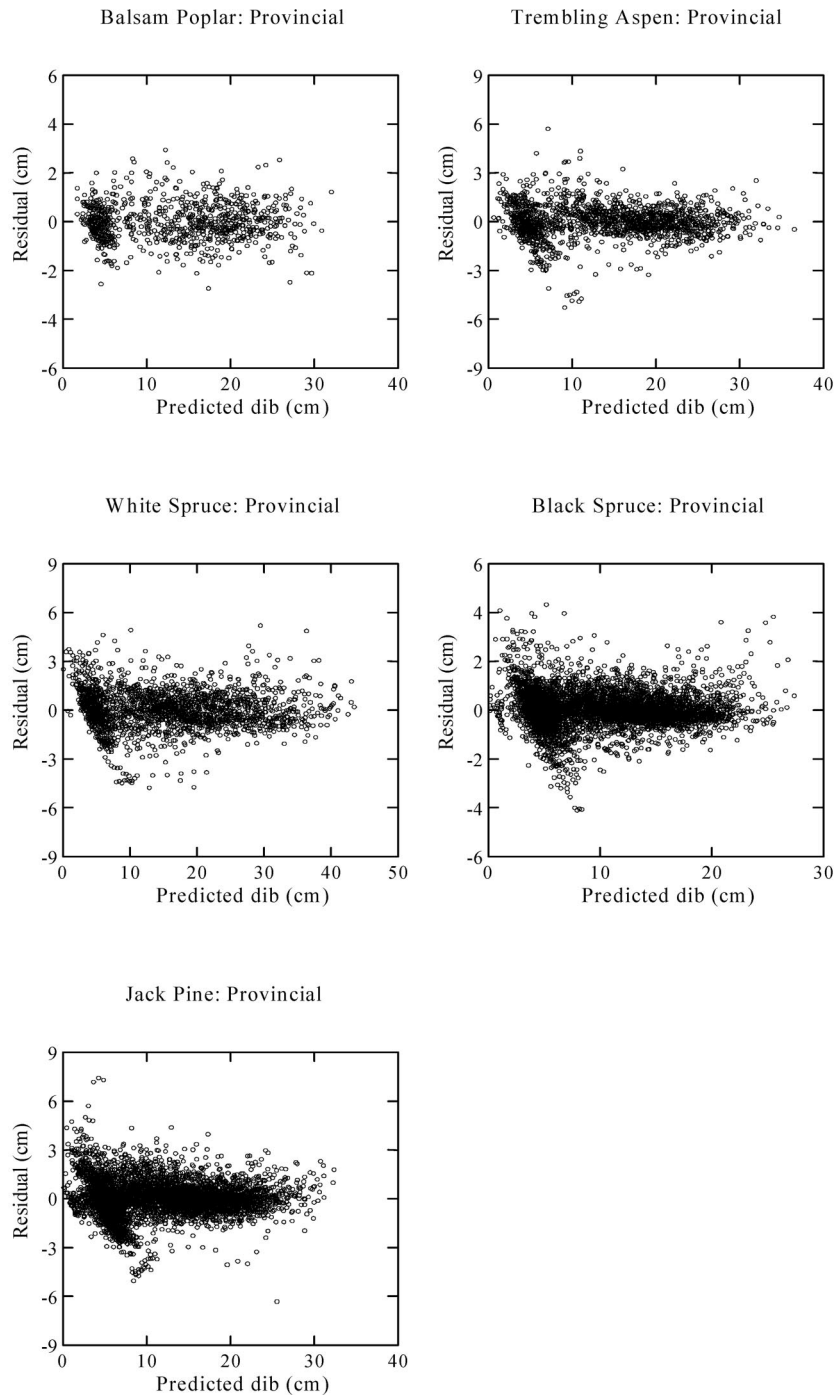 Balsam Poplar: Provincial
Trembling Aspen: Provincial
6
4
2
0
-2
-4
-6
Residual (cm)
0 10 20 30 40
Predicted dib (cm)
9
6
3
0
-3
-6
-9
Residual (cm)
0 10 20 30 40
Predicted dib (cm)
White Spruce: Provincial
Black Spruce: Provincial
9
6
3
0
-3
-6
-9
Residual (cm)
0 10 20 30 40 50
Predicted dib (cm)
6
4
2
0
-2
-4
-6
Residual (cm)
0 10 20 30
Predicted dib (cm)
Jack Pine: Provincial
9
6
3
0
-3
-6
-9
Residual (cm)
0 10 20 30 40
Predicted dib (cm)